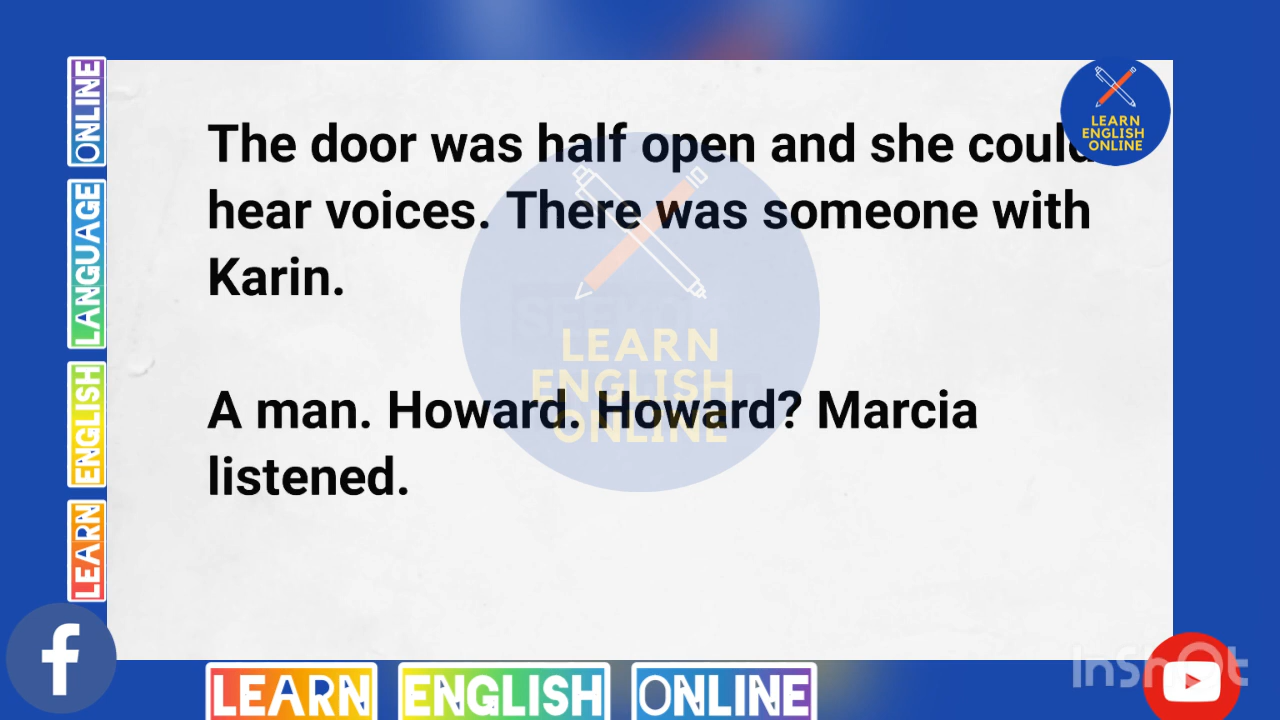 The door was half open and she could
hear voices. There was someone with
Karin.
A man. Howard. Howard? Marcia
listened.
LEARN
ENGLISH
ONLINE
LEARN
ENGLISH
ONLINE
LEARN ENGLISH LANGUAGE ONLINE
LEARN ENGLISH ONLINE
f
InShot